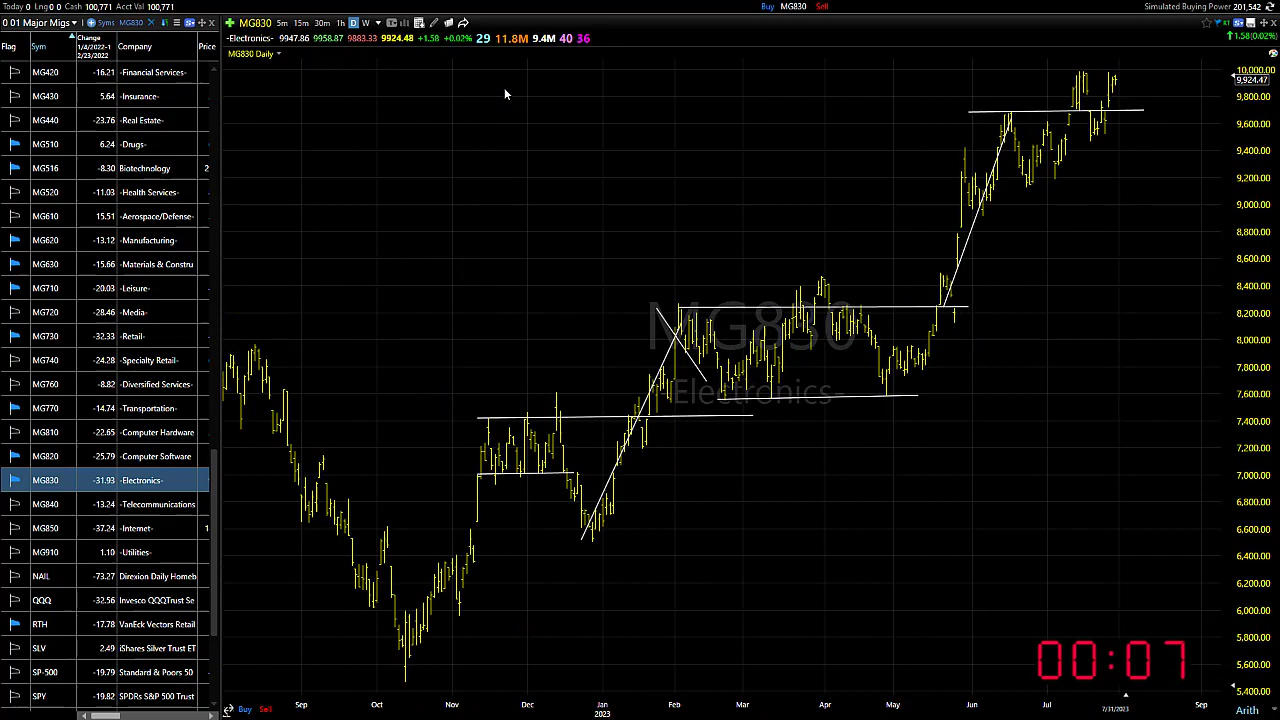 Today 0 0 Lng 0 0 Cash 100,771 Acct Val 100,771 Buy MG830 Sell Simulated Buying Power 201,542
0 01 Major Migs Syms MG830 MG830 5m 15m 30m 1h D W
Flag Sym Change 1/4/2022-1 2/23/2022 Company Price
-Electronics- 9947.86 9958.87 9883.33 9924.48 +1.58 +0.02% 29 11.8M 9.4M 40 36
1.58(0.02%)
MG830 Daily
MG420 -16.21 -Financial Services-
MG430 5.64 -Insurance-
MG440 -23.76 -Real Estate-
MG510 6.24 -Drugs-
MG516 -8.30 Biotechnology 2
MG520 -11.03 -Health Services-
MG610 15.51 -Aerospace/Defense-
MG620 -13.12 -Manufacturing-
MG630 -15.66 -Materials & Constru
MG710 -20.03 -Leisure-
MG720 -28.46 -Media-
MG730 -32.33 -Retail-
MG740 -24.28 -Specialty Retail-
MG760 -8.82 -Diversified Services-
MG770 -14.74 -Transportation-
MG810 -22.65 -Computer Hardware
MG820 -25.79 -Computer Software
MG830 -31.93 -Electronics-
MG840 -13.24 -Telecommunications
MG850 -37.24 -Internet- 1
MG910 1.10 -Utilities-
NAIL -73.27 Direxion Daily Homeb
QQQ -32.56 Invesco QQQTrust Se
RTH -17.78 VanEck Vectors Retail
SLV 2.49 iShares Silver Trust ET
SP-500 -19.79 Standard & Poors 50
SPY -19.82 SPDRs S&P 500 Trust
MG830
-Electronics-
10,000.00
9,924.47
9,800.00
9,600.00
9,400.00
9,200.00
9,000.00
8,800.00
8,600.00
8,400.00
8,200.00
8,000.00
7,800.00
7,600.00
7,400.00
7,200.00
7,000.00
6,800.00
6,600.00
6,400.00
6,200.00
6,000.00
5,800.00
5,600.00
5,400.00
00:07
Sep Oct Nov Dec 2023 Jan Feb Mar Apr May Jun Jul 7/31/2023 Sep
Buy Sell Arith